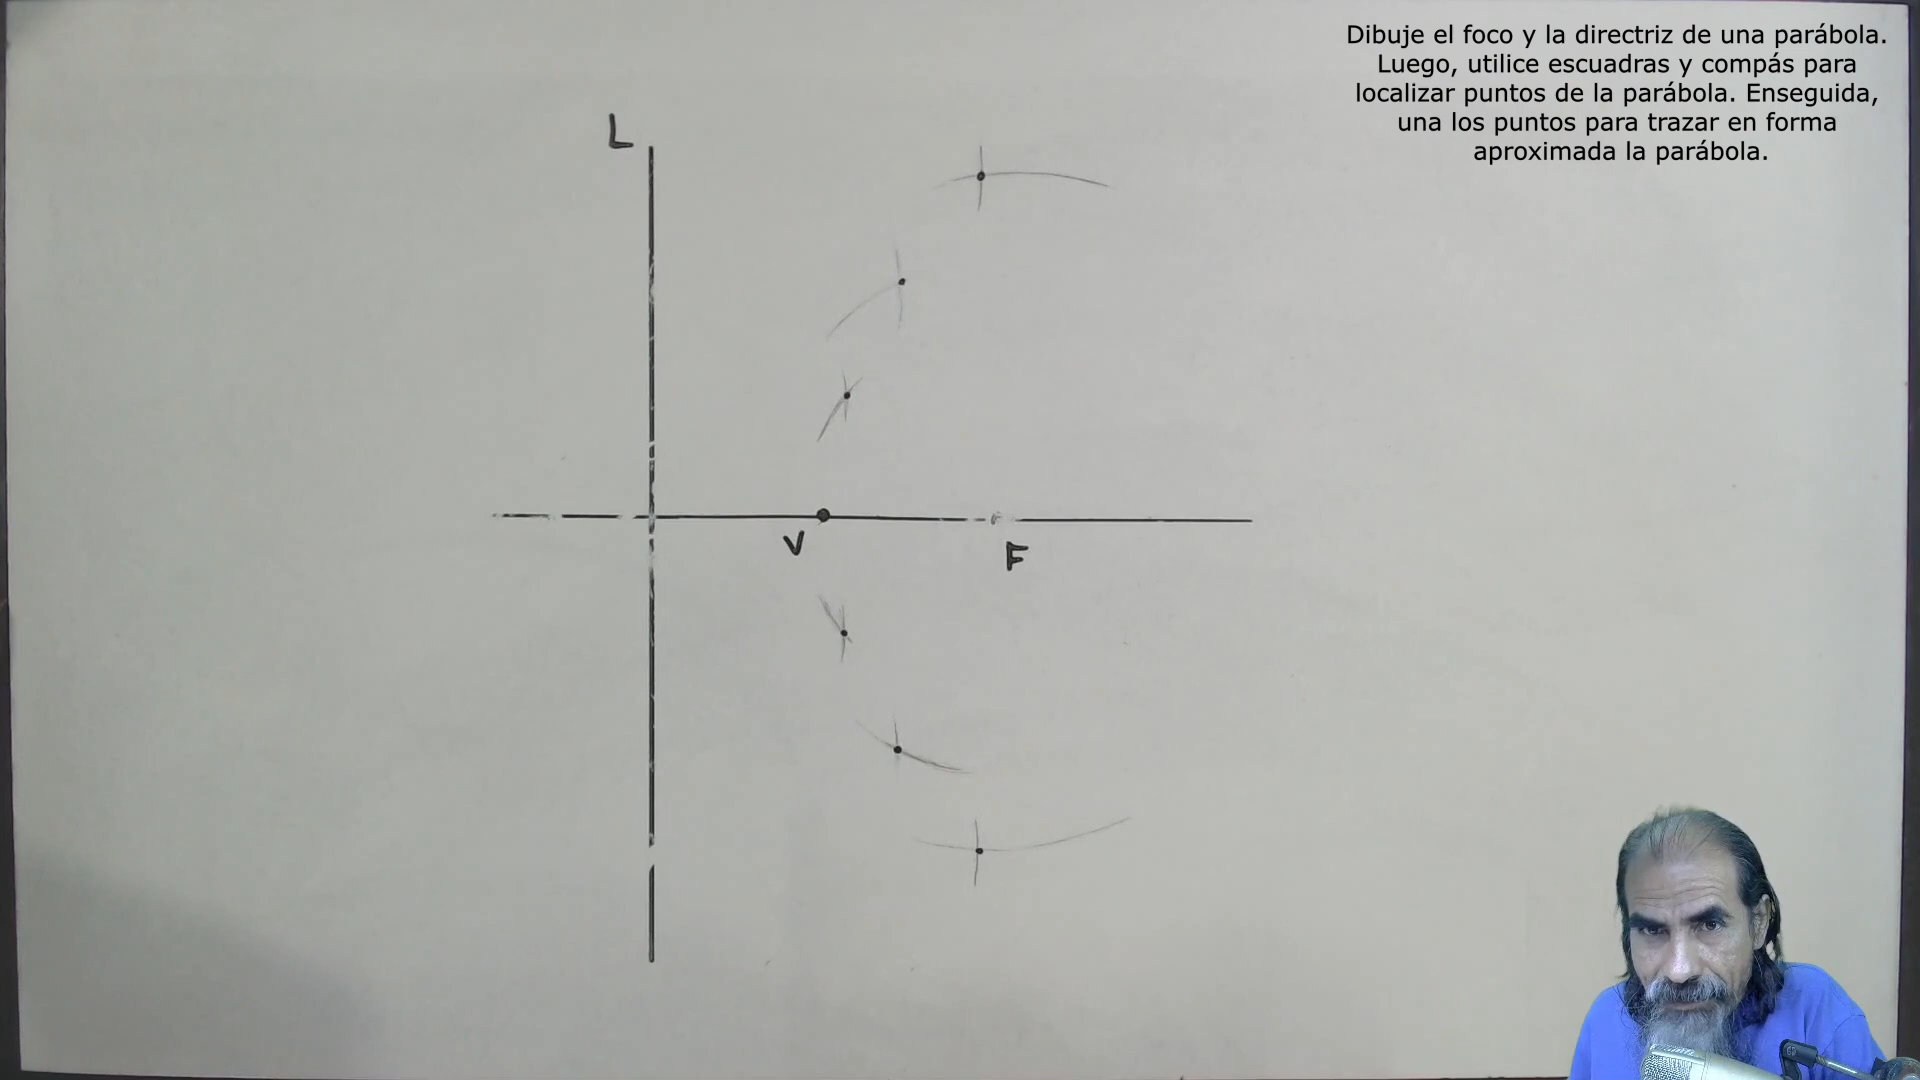 Dibuje el foco y la directriz de una parábola.
Luego, utilice escuadras y compás para
localizar puntos de la parábola. Enseguida,
una los puntos para trazar en forma
aproximada la parábola.
L
V
F